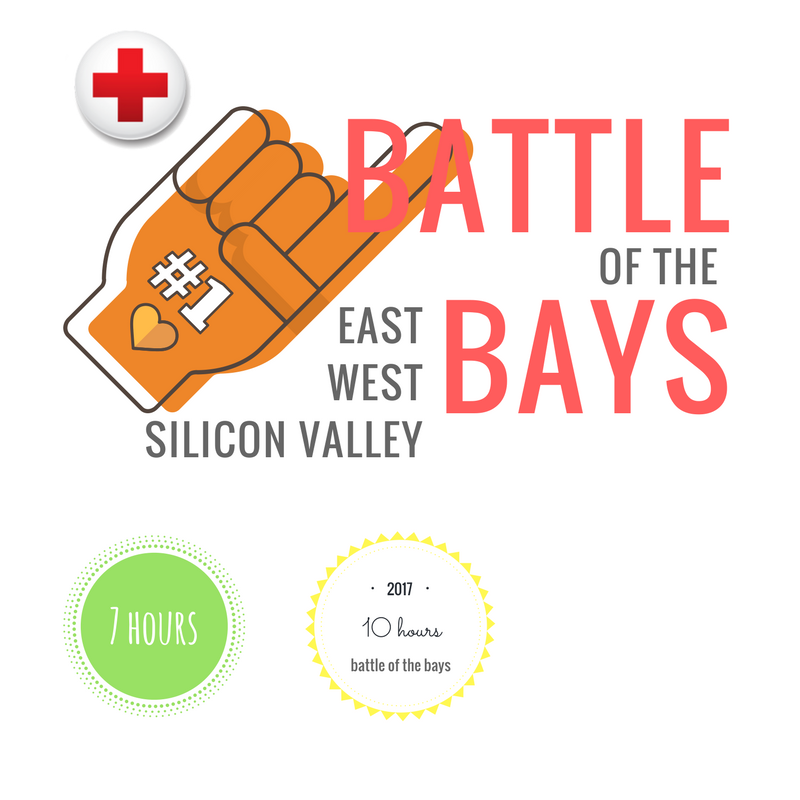 BATTLE
OF THE
BAYS
EAST
WEST
SILICON VALLEY
#1
7 HOURS
· 2017 ·
10 hours
battle of the bays